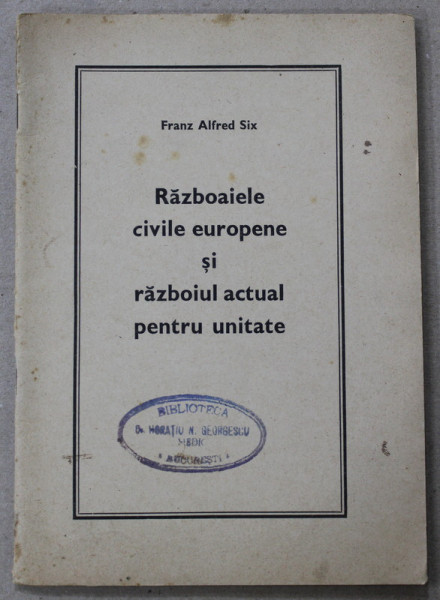 Franz Alfred Six
Războaiele
civile europene
și
războiul actual
pentru unitate
BIBLIOTECA
Dr. HORAȚIU N. GEORGESCU
MEDIC
BUCUREȘTI